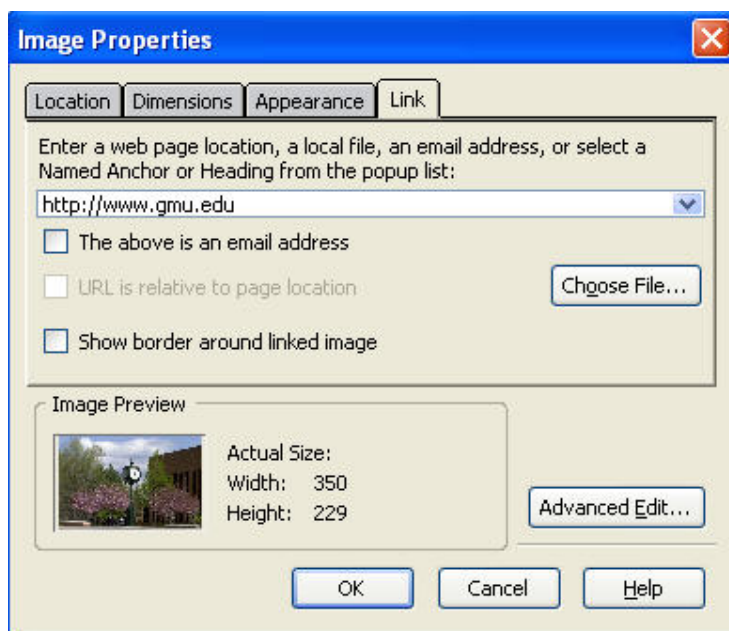 Image Properties
Location Dimensions Appearance Link
Enter a web page location, a local file, an email address, or select a
Named Anchor or Heading from the popup list:
http://www.gmu.edu
The above is an email address
URL is relative to page location
Choose File...
Show border around linked image
Image Preview
Actual Size:
Width: 350
Height: 229
Advanced Edit...
OK Cancel Help